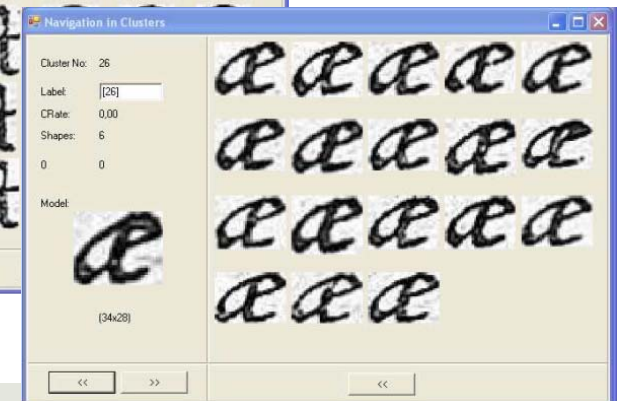 Navigation in Clusters
Cluster No: 26
Label: [26]
CRate: 0,00
Shapes: 6
0 0
Model:
(34x28)
<< >>
æ æ æ æ æ
æ æ æ æ æ
æ æ æ æ æ
æ æ æ
<<